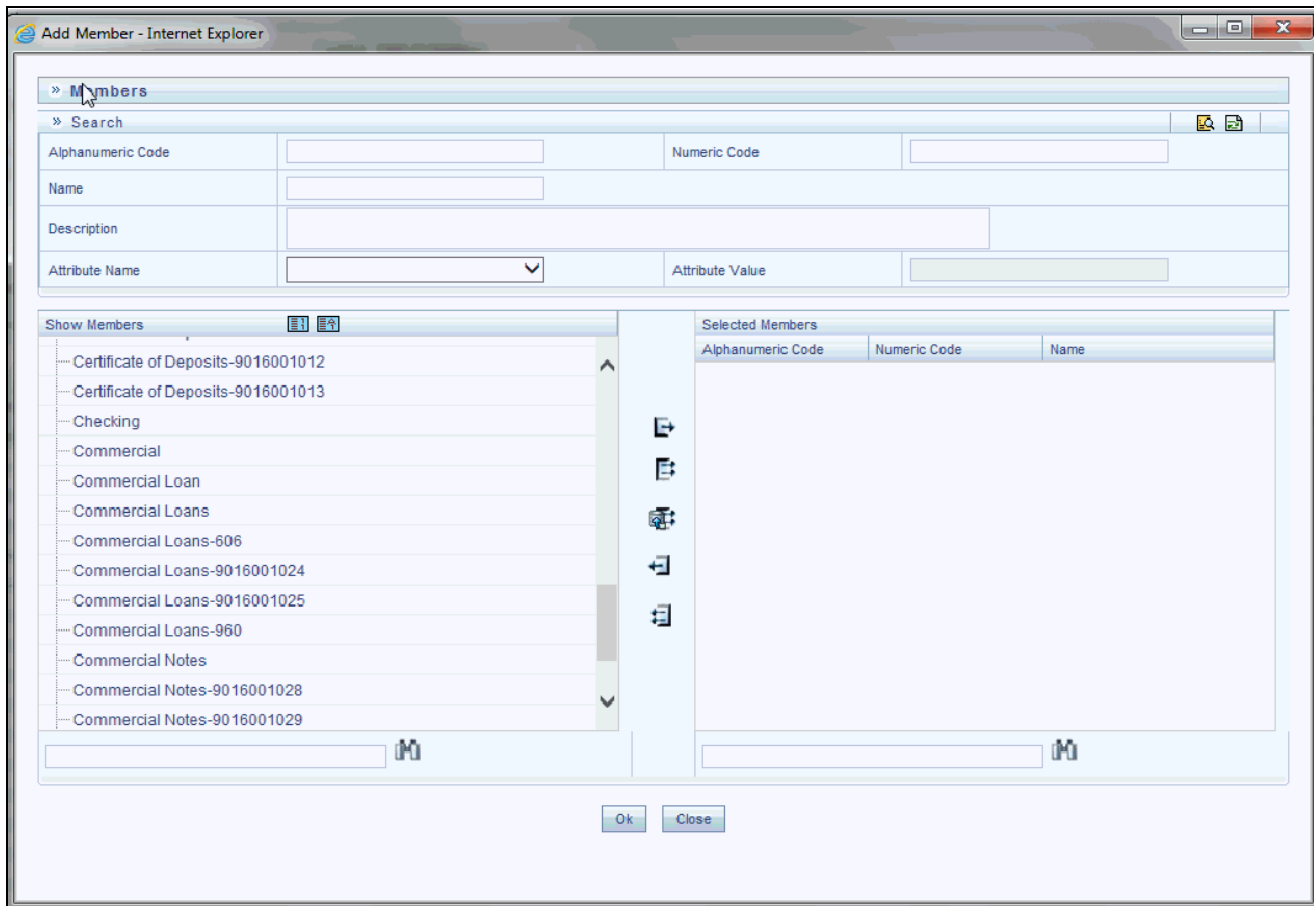 Add Member - Internet Explorer
» Members
» Search
Alphanumeric Code
Numeric Code
Name
Description
Attribute Name
Attribute Value
Show Members
Selected Members
Alphanumeric Code
Numeric Code
Name
Certificate of Deposits-9016001012
Certificate of Deposits-9016001013
Checking
Commercial
Commercial Loan
Commercial Loans
Commercial Loans-606
Commercial Loans-9016001024
Commercial Loans-9016001025
Commercial Loans-960
Commercial Notes
Commercial Notes-9016001028
Commercial Notes-9016001029
Ok
Close